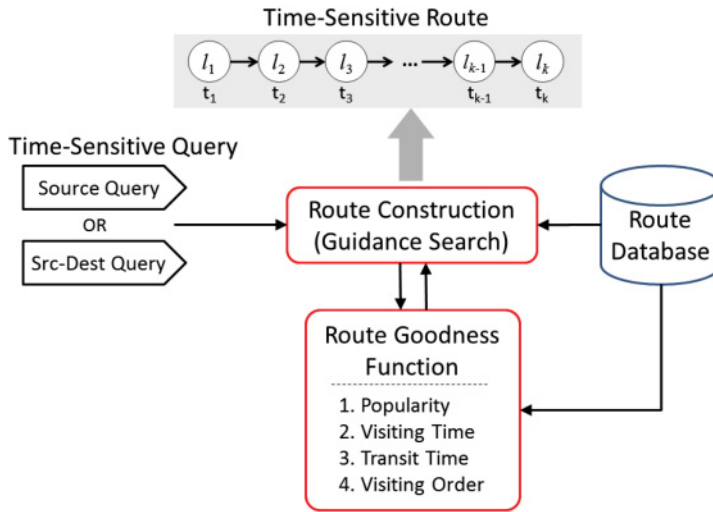 Time-Sensitive Route
l1 l2 l3 ... lk-1 lk
t1 t2 t3 tk-1 tk
Time-Sensitive Query
Source Query
OR
Src-Dest Query
Route Construction
(Guidance Search)
Route
Database
Route Goodness
Function
1. Popularity
2. Visiting Time
3. Transit Time
4. Visiting Order